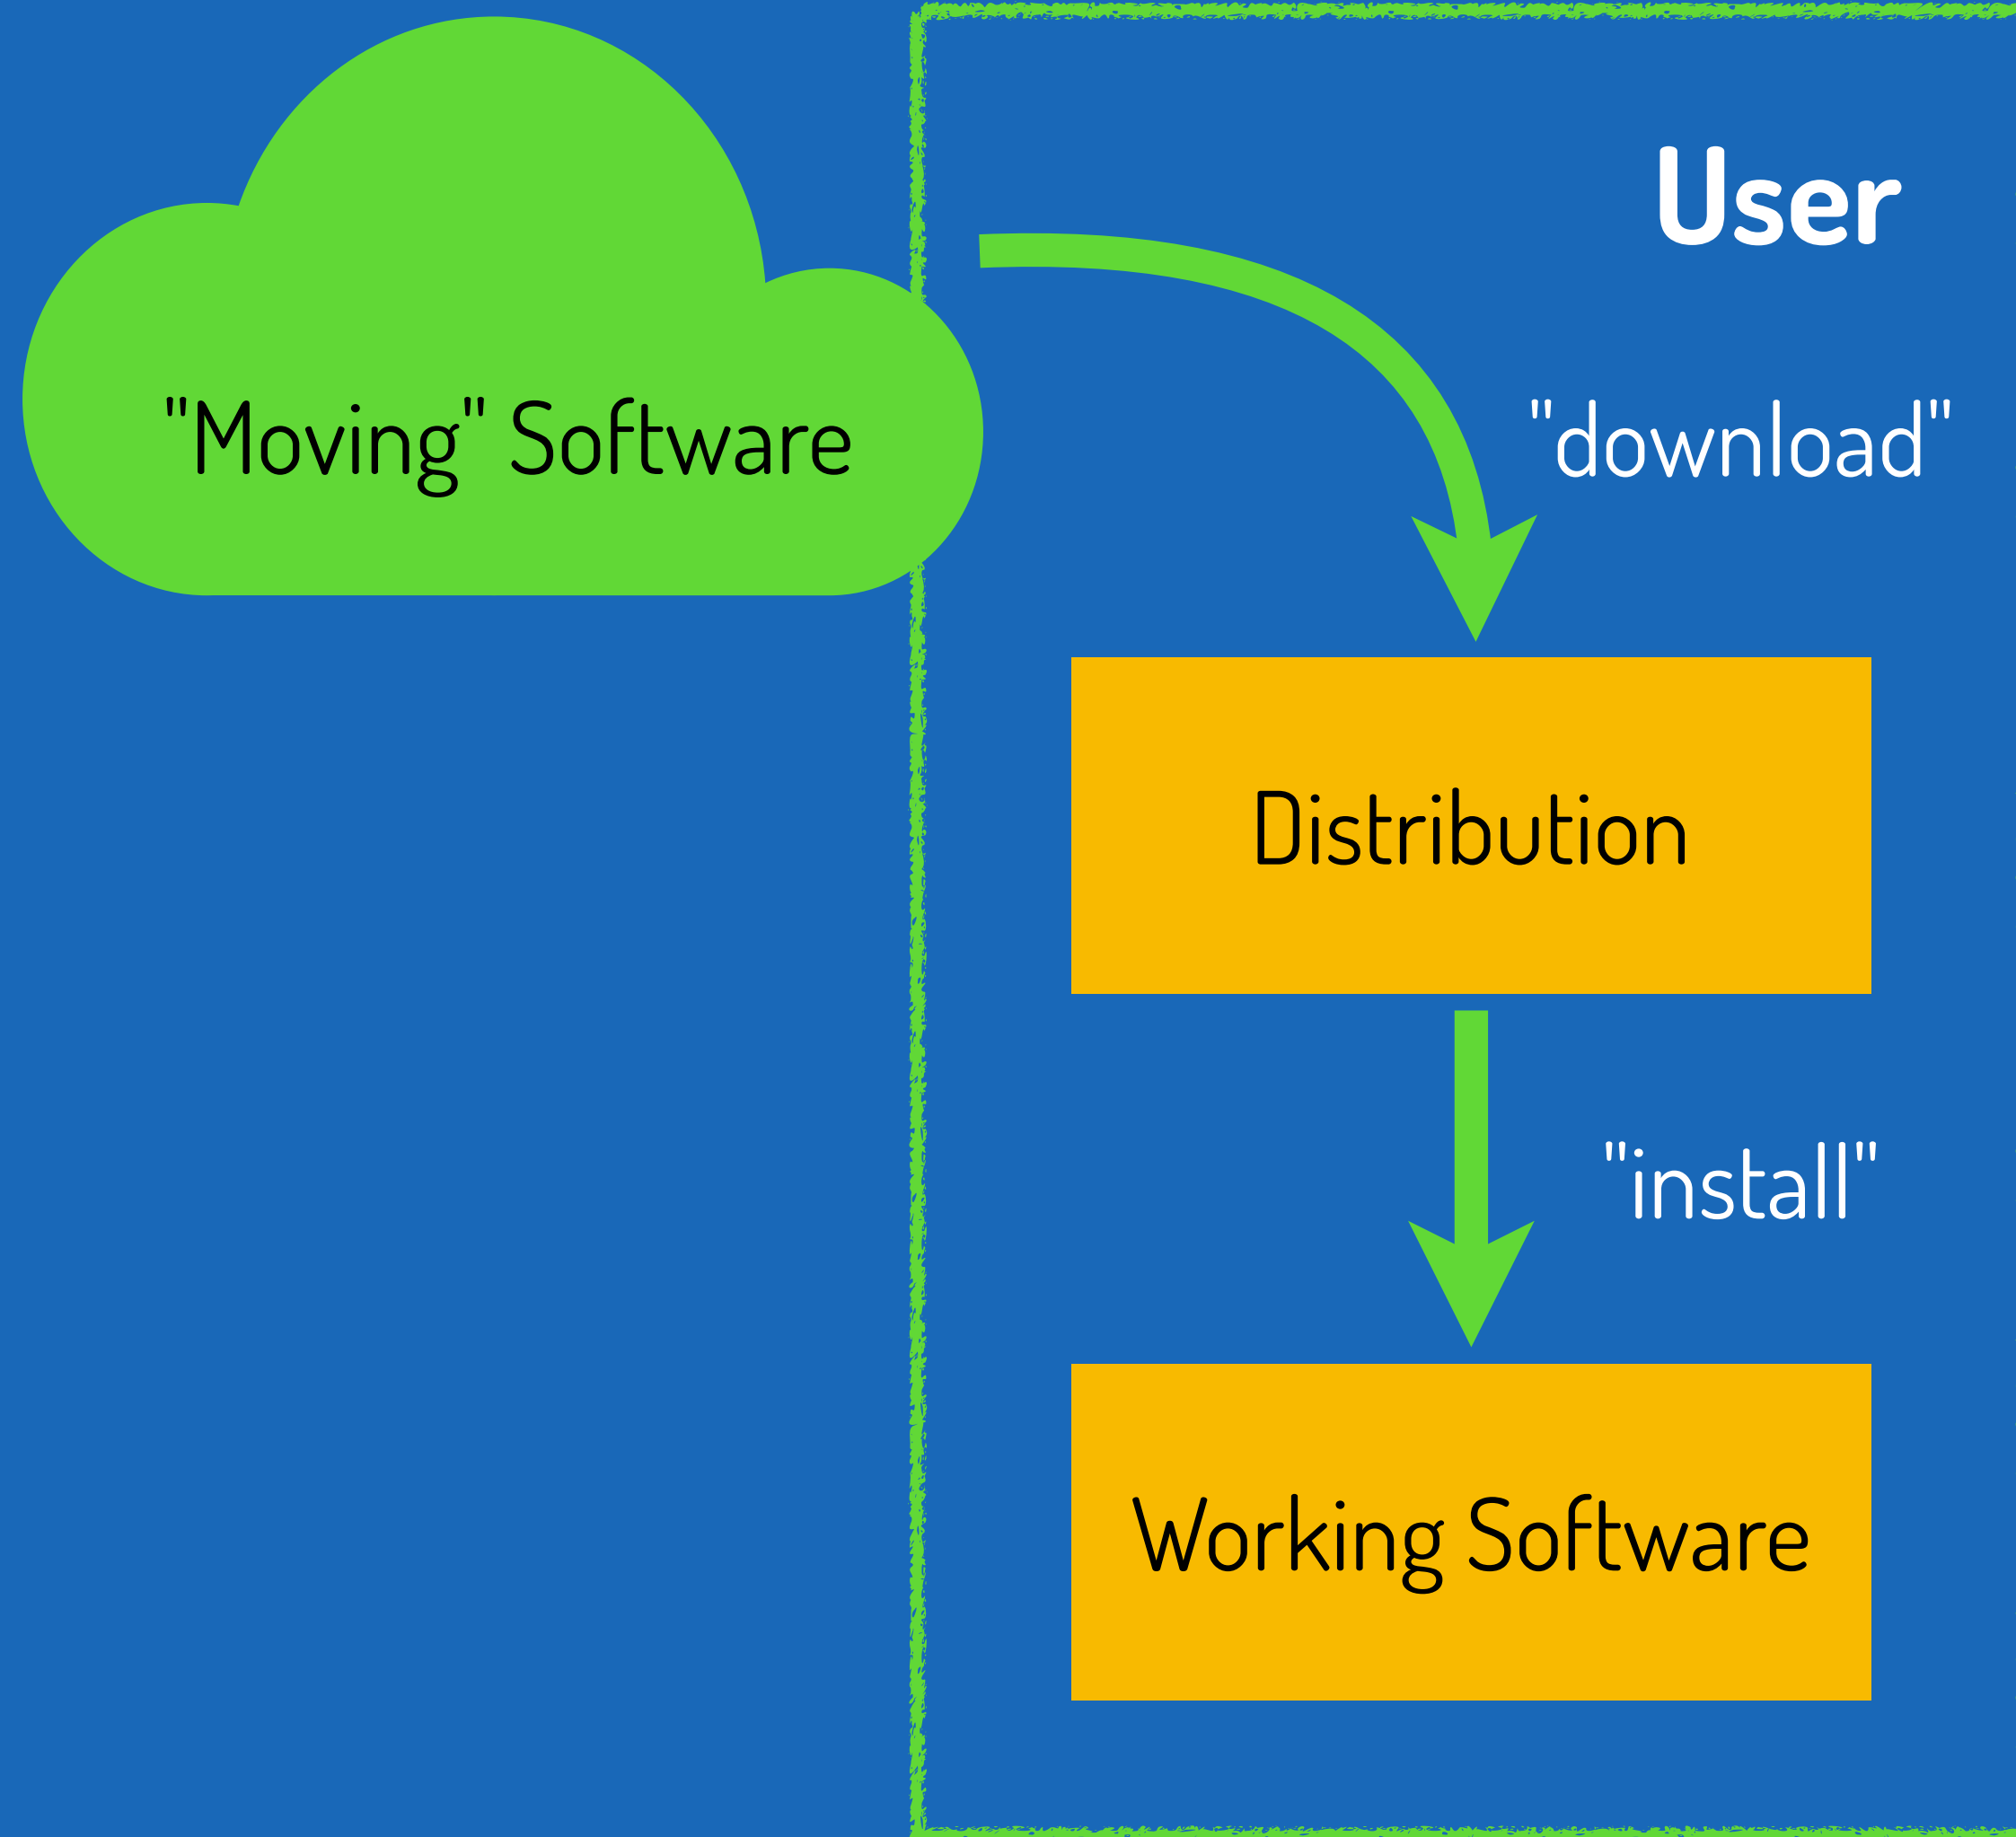 User
"Moving" Software
"download"
Distribution
"install"
Working Software